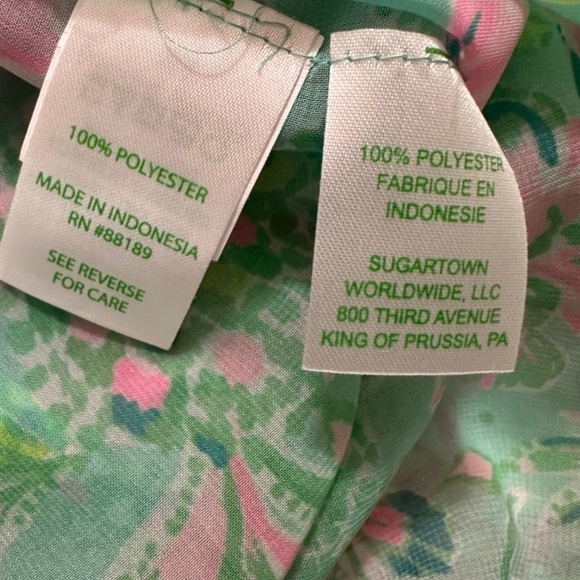 100% POLYESTER
MADE IN INDONESIA
RN #88189
SEE REVERSE
FOR CARE
100% POLYESTER
FABRIQUE EN
INDONESIE
SUGARTOWN
WORLDWIDE, LLC
800 THIRD AVENUE
KING OF PRUSSIA, PA